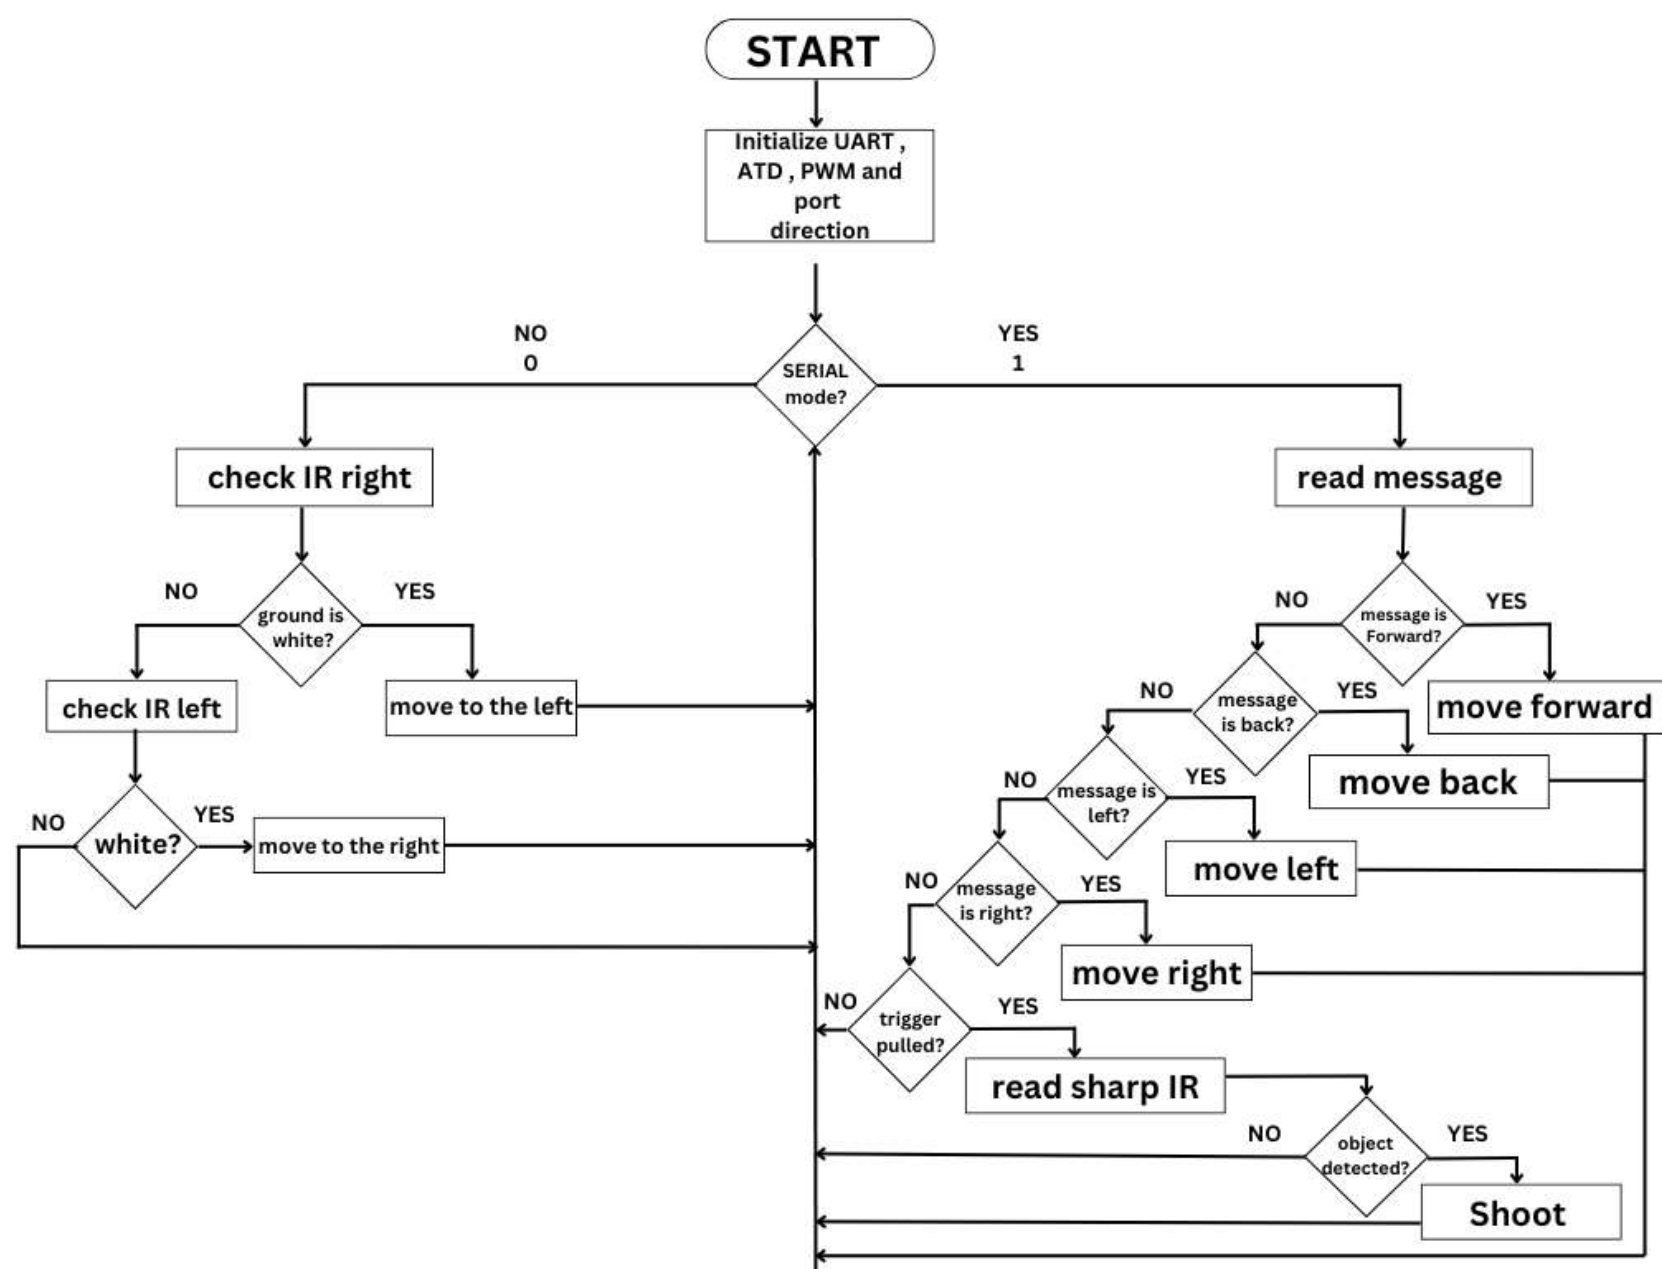 START
Initialize UART ,
ATD , PWM and
port
direction
NO
0
YES
1
SERIAL
mode?
check IR right
read message
NO
YES
ground is
white?
NO
YES
message is
Forward?
check IR left
move to the left
NO
YES
message
is back?
move forward
NO
YES
white?
move to the right
NO
YES
message is
left?
move back
NO
YES
message
is right?
move left
NO
YES
trigger
pulled?
move right
read sharp IR
NO
YES
object
detected?
Shoot